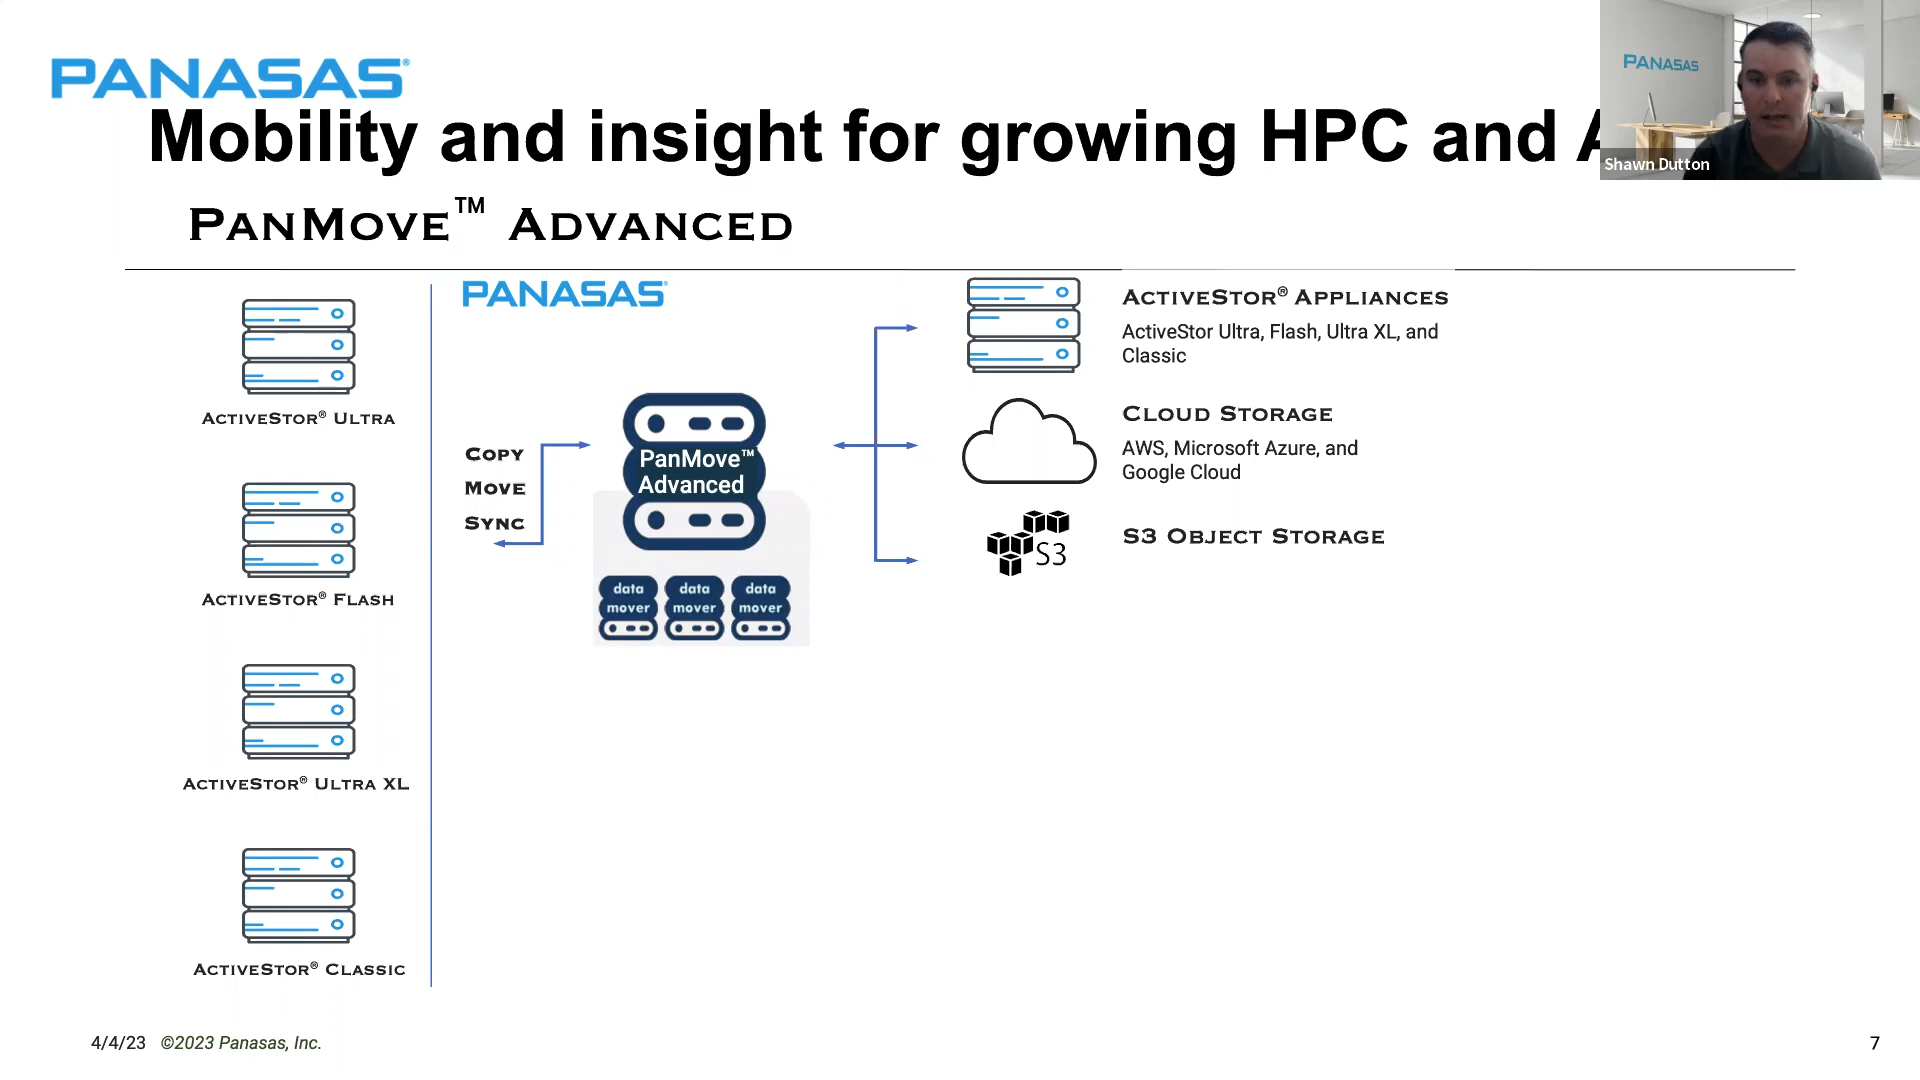 PANASAS®
Mobility and insight for growing HPC and A
PANMOVE™ ADVANCED
PANASAS
Shawn Dutton
ACTIVESTOR® ULTRA
ACTIVESTOR® FLASH
ACTIVESTOR® ULTRA XL
ACTIVESTOR® CLASSIC
PANASAS®
COPY
MOVE
SYNC
PanMove™
Advanced
data mover
data mover
data mover
ACTIVESTOR® APPLIANCES
ActiveStor Ultra, Flash, Ultra XL, and
Classic
CLOUD STORAGE
AWS, Microsoft Azure, and
Google Cloud
S3
S3 OBJECT STORAGE
4/4/23 ©2023 Panasas, Inc.
7